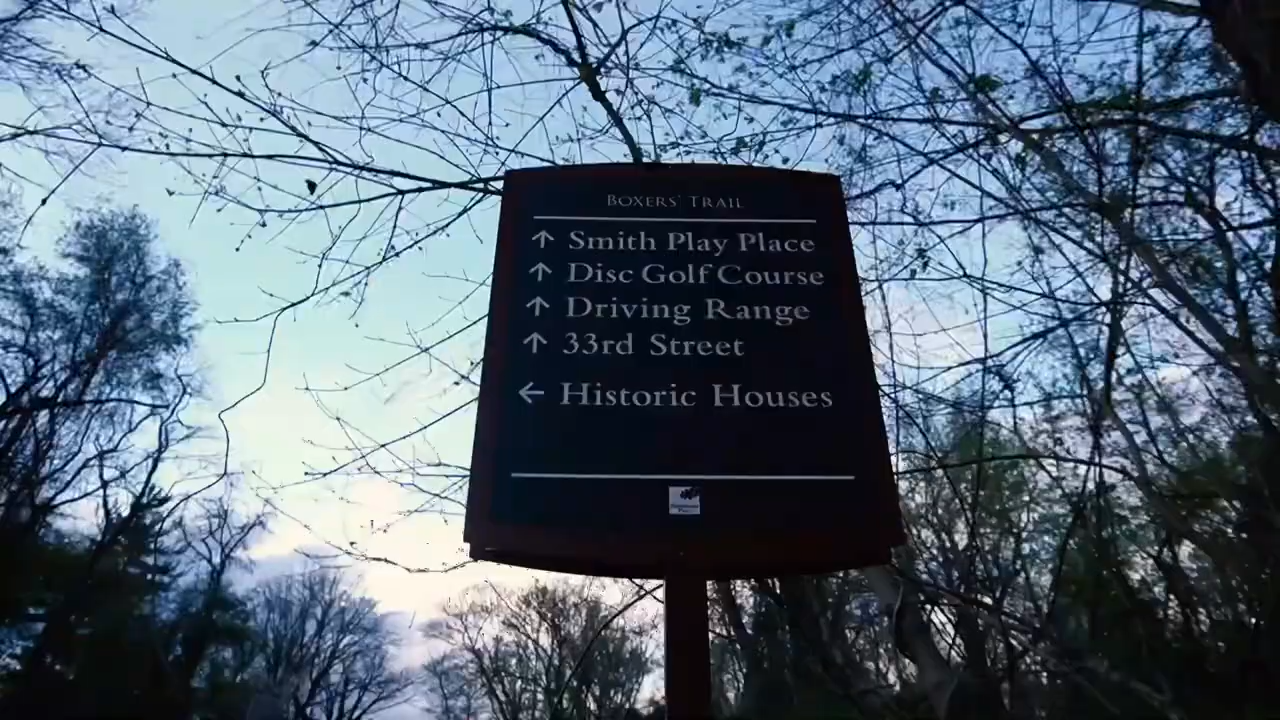 BOXERS' TRAIL
↑ Smith Play Place
↑ Disc Golf Course
↑ Driving Range
↑ 33rd Street
← Historic Houses